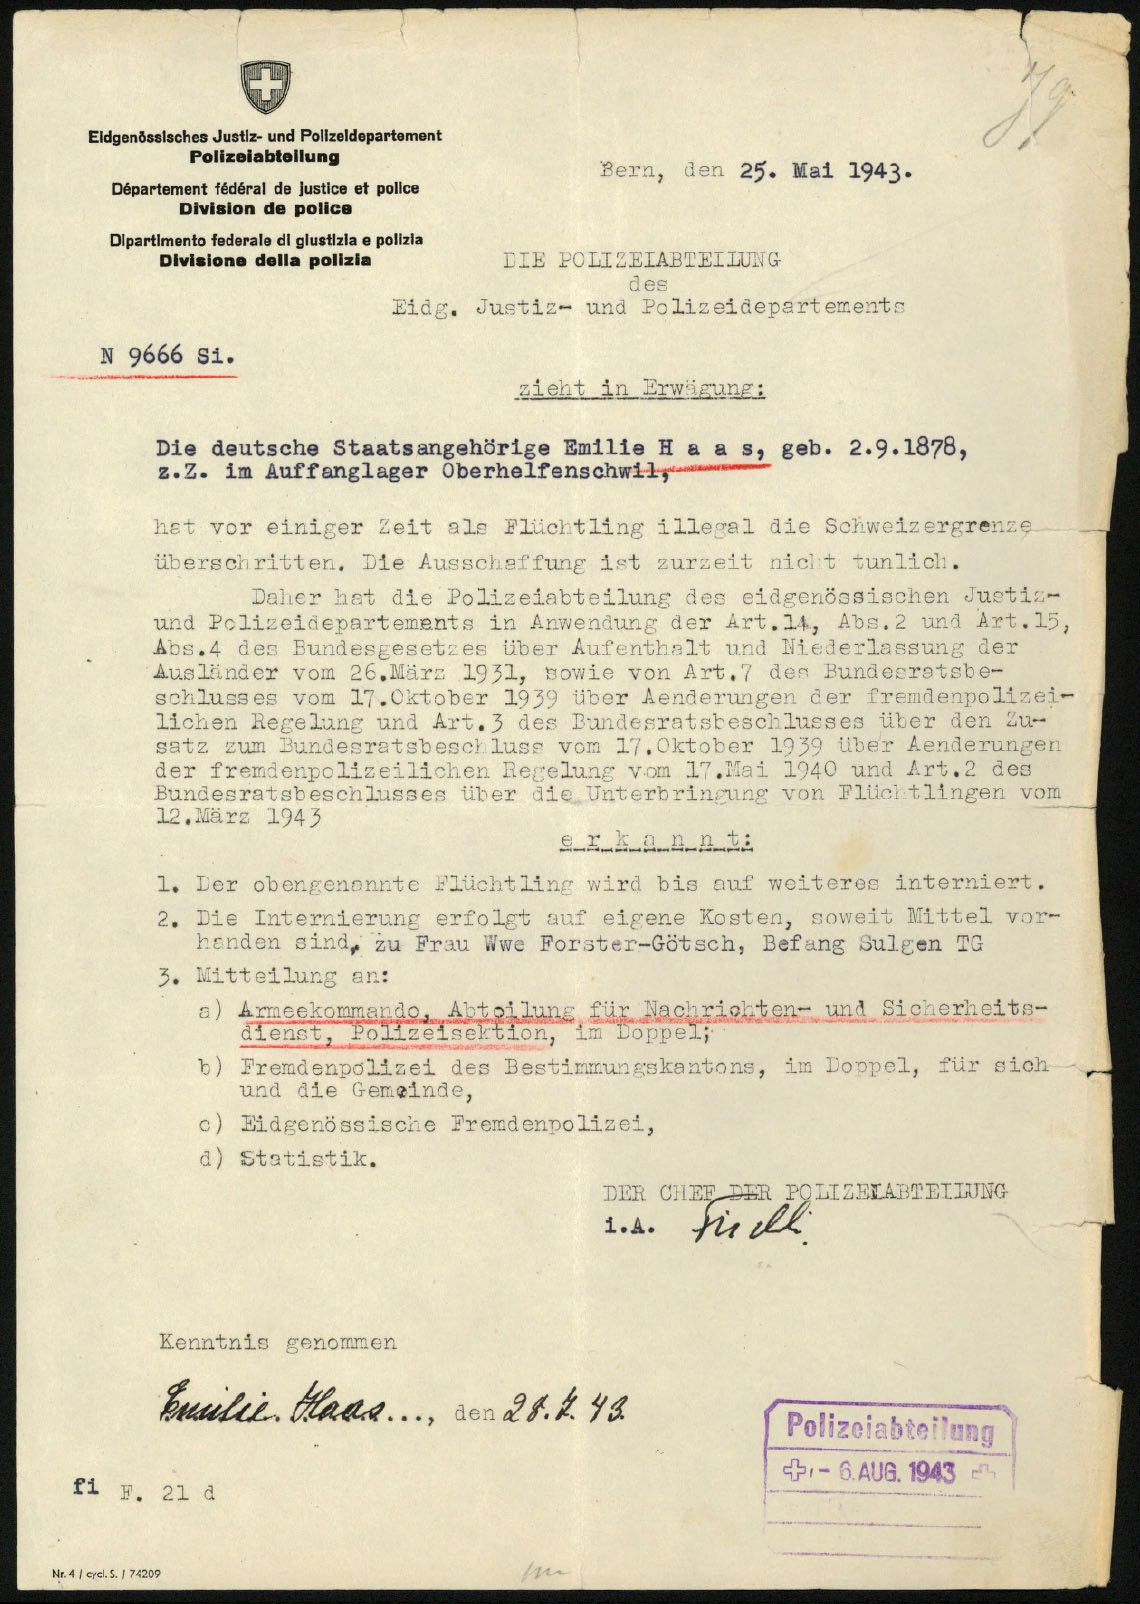 Eidgenössisches Justiz- und Polizeidepartement
Polizeiabteilung
Département fédéral de justice et police
Division de police
Dipartimento federale di giustizia e polizia
Divisione della polizia
Bern, den 25. Mai 1943.
DIE POLIZEIABTEILUNG
des
Eidg. Justiz- und Polizeidepartements
N 9666 Si.
zieht in Erwägung:
Die deutsche Staatsangehörige Emilie H a a s, geb. 2.9.1878,
z.Z. im Auffanglager Oberhelfenschwil,
hat vor einiger Zeit als Flüchtling illegal die Schweizergrenze
überschritten. Die Ausschaffung ist zurzeit nicht tunlich.
Daher hat die Polizeiabteilung des eidgenössischen Justiz-
und Polizeidepartements in Anwendung der Art.14, Abs.2 und Art.15,
Abs.4 des Bundesgesetzes über Aufenthalt und Niederlassung der
Ausländer vom 26.März 1931, sowie von Art.7 des Bundesratsbe-
schlusses vom 17.Oktober 1939 über Aenderungen der fremdenpolizei-
lichen Regelung und Art.3 des Bundesratsbeschlusses über den Zu-
satz zum Bundesratsbeschluss vom 17.Oktober 1939 über Aenderungen
der fremdenpolizeilichen Regelung vom 17.Mai 1940 und Art.2 des
Bundesratsbeschlusses über die Unterbringung von Flüchtlingen vom
12.März 1943
e r k a n n t:
1. Der obengenannte Flüchtling wird bis auf weiteres interniert.
2. Die Internierung erfolgt auf eigene Kosten, soweit Mittel vor-
handen sind, zu Frau Wwe Forster-Götsch, Befang Sulgen TG
3. Mitteilung an:
a) Armeekommando, Abteilung für Nachrichten- und Sicherheits-
dienst, Polizeisektion, im Doppel;
b) Fremdenpolizei des Bestimmungskantons, im Doppel, für sich
und die Gemeinde,
c) Eidgenössische Fremdenpolizei,
d) Statistik.
DER CHEF DER POLIZEIABTEILUNG
i.A.
Kenntnis genommen
Emilie Haas..., den 28.7.43.
Polizeiabteilung
- 6.AUG.1943
fi F. 21 d
Nr. 4 / cycl. S. / 74209